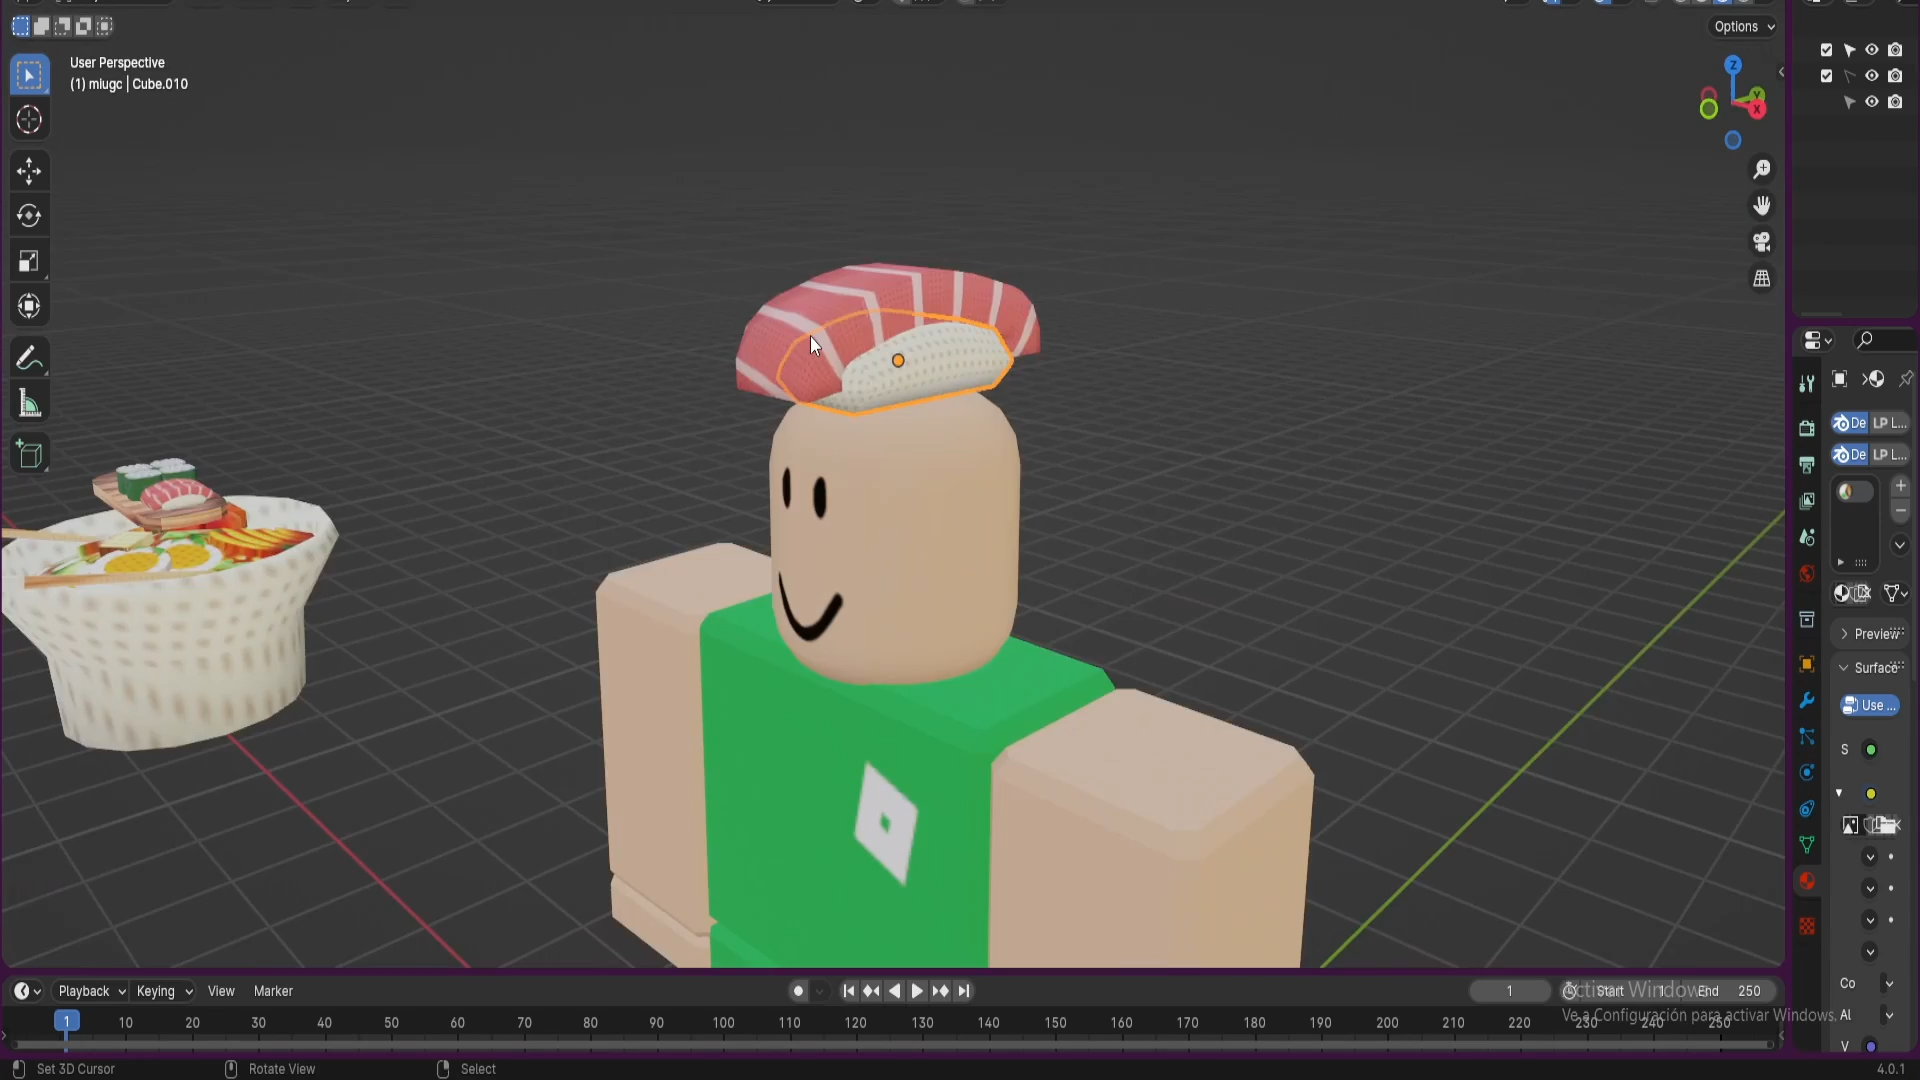 Options
User Perspective
(1) miugc | Cube.010
De
LP L...
De
LP L...
Preview
Surface
Use ...
S
Co
Al
V
Playback
Keying
View
Marker
1
Start
1
End
250
Activar Windows
Ve a Configuración para activar Windows.
1
10
20
30
40
50
60
70
80
90
100
110
120
130
140
150
160
170
180
190
200
210
220
230
240
250
Set 3D Cursor
Rotate View
Select
4.0.1
Z
Y
X